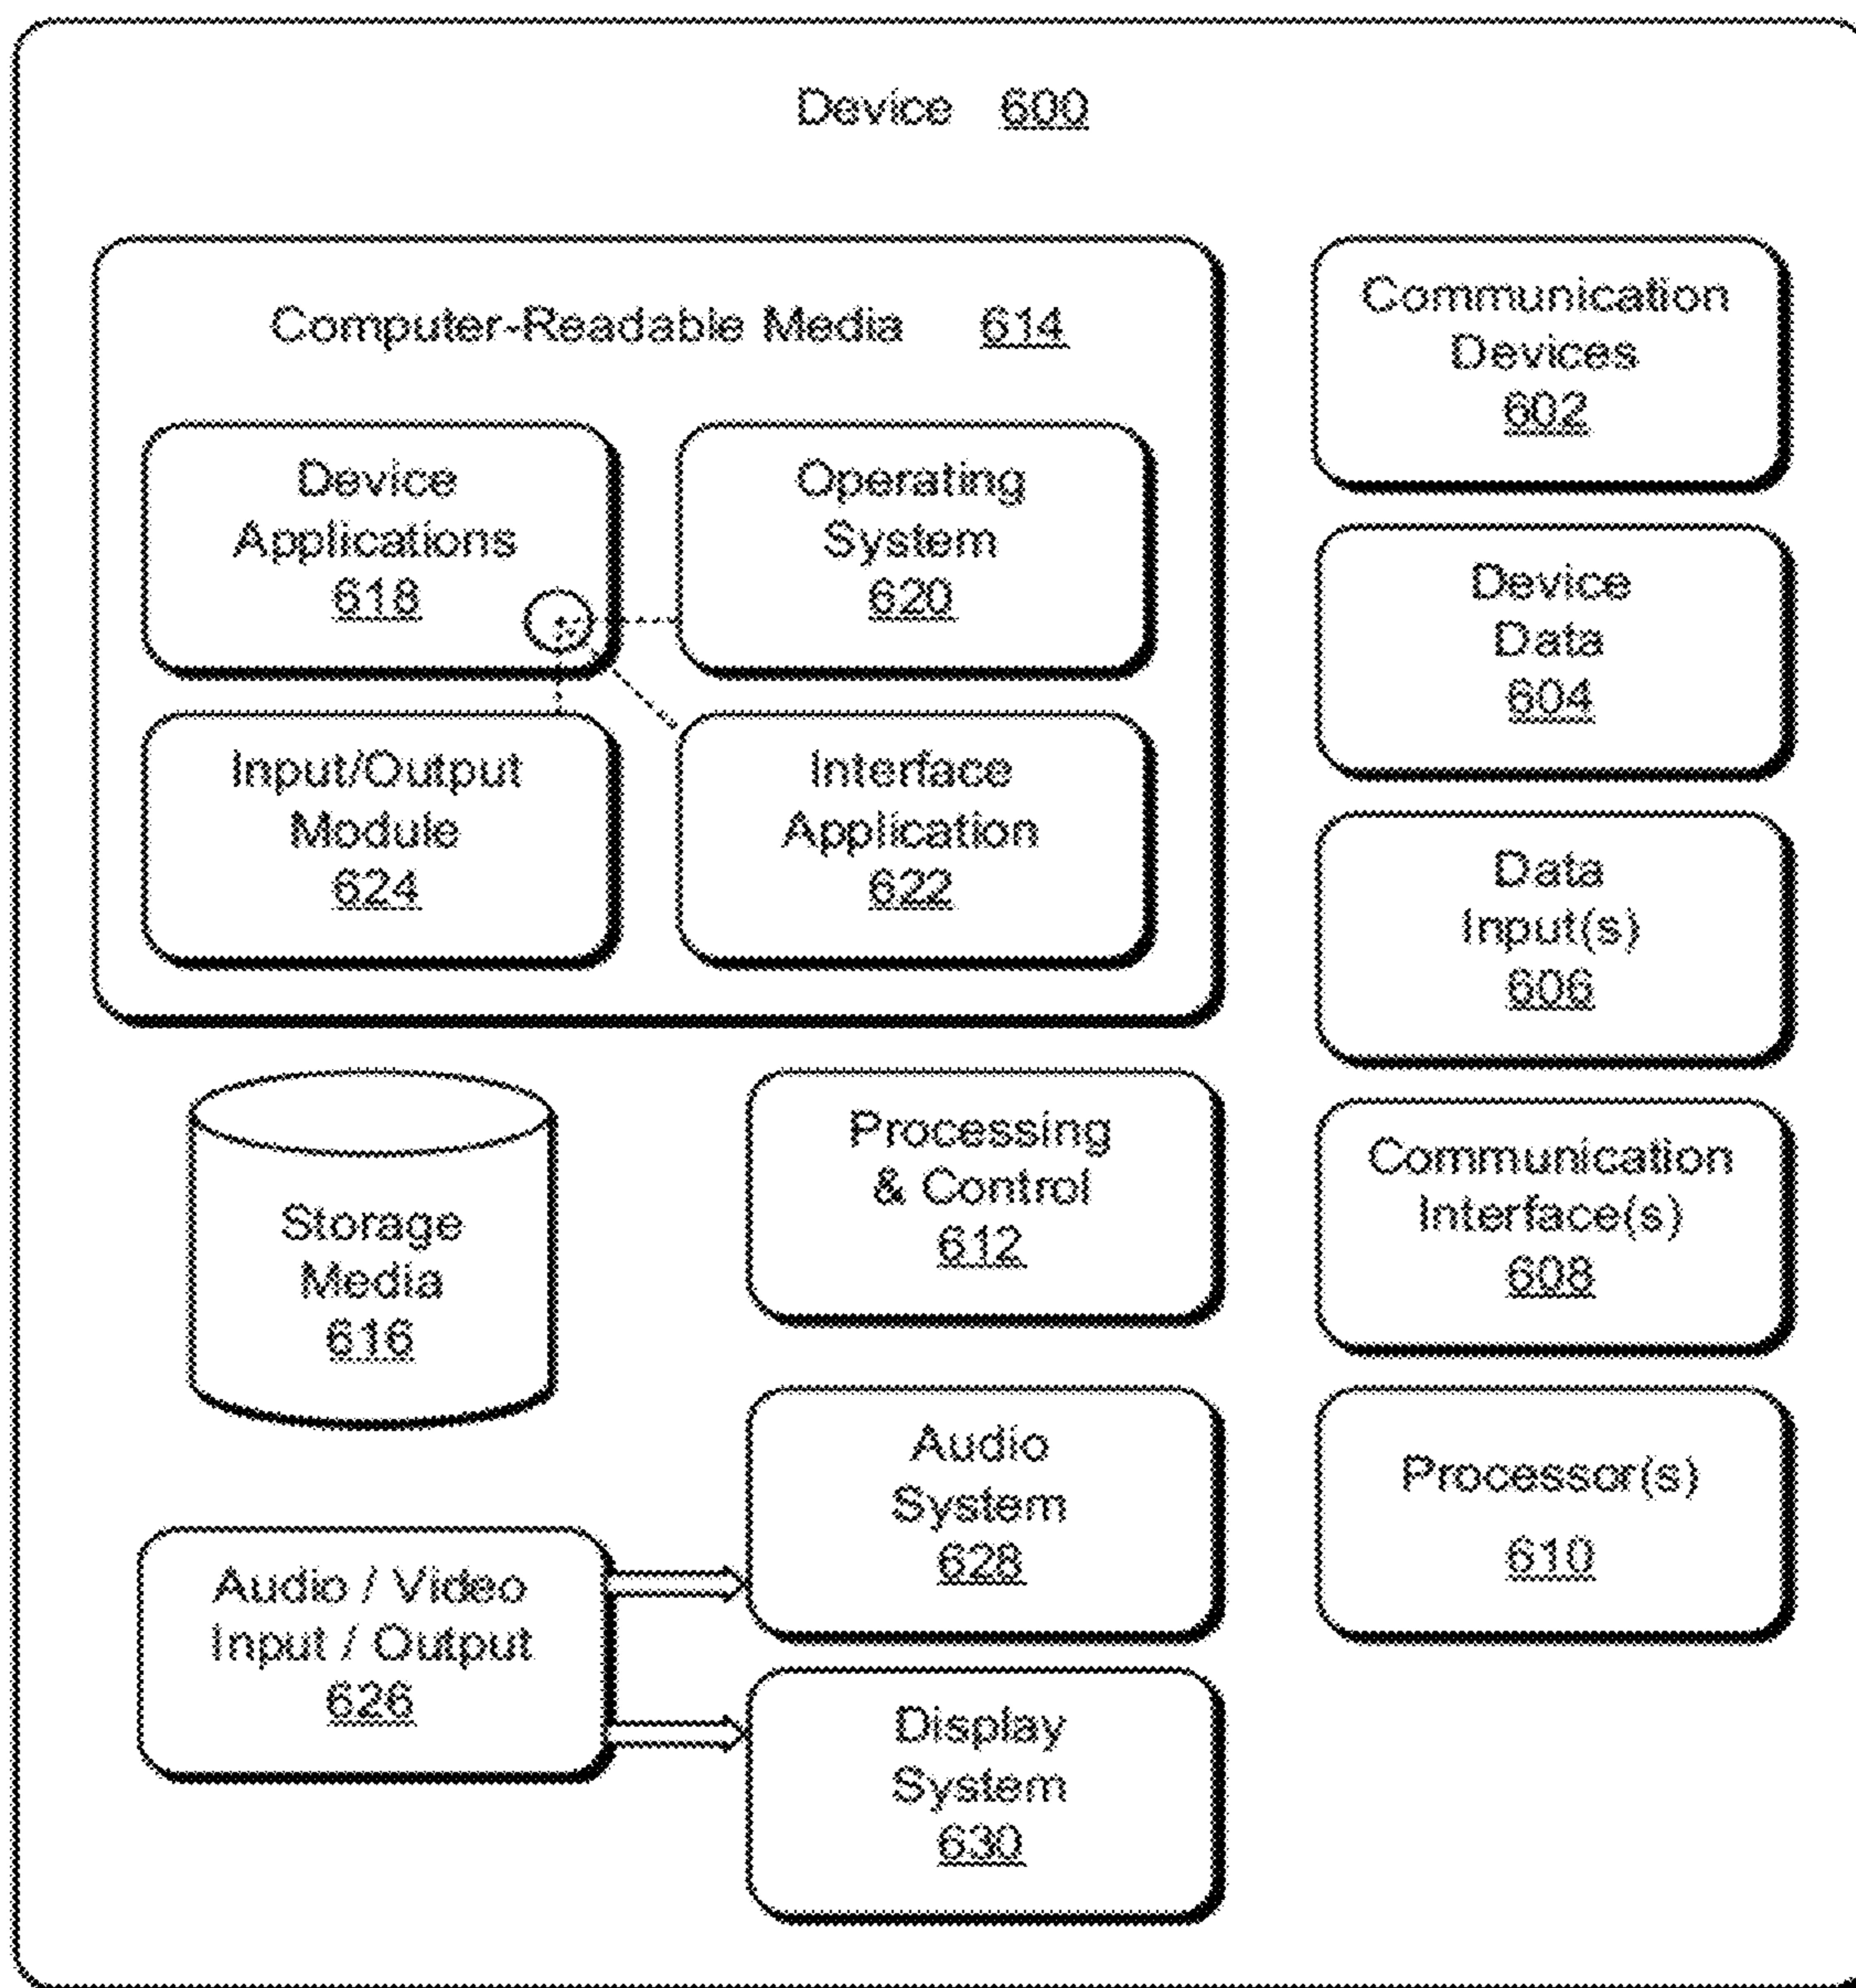 Device 600
Computer-Readable Media 614
Device
Applications
618
Operating
System
620
Input/Output
Module
624
Interface
Application
622
Storage
Media
616
Processing
& Control
612
Audio / Video
Input / Output
626
Audio
System
628
Display
System
630
Communication
Devices
602
Device
Data
604
Data
Input(s)
606
Communication
Interface(s)
608
Processor(s)
610